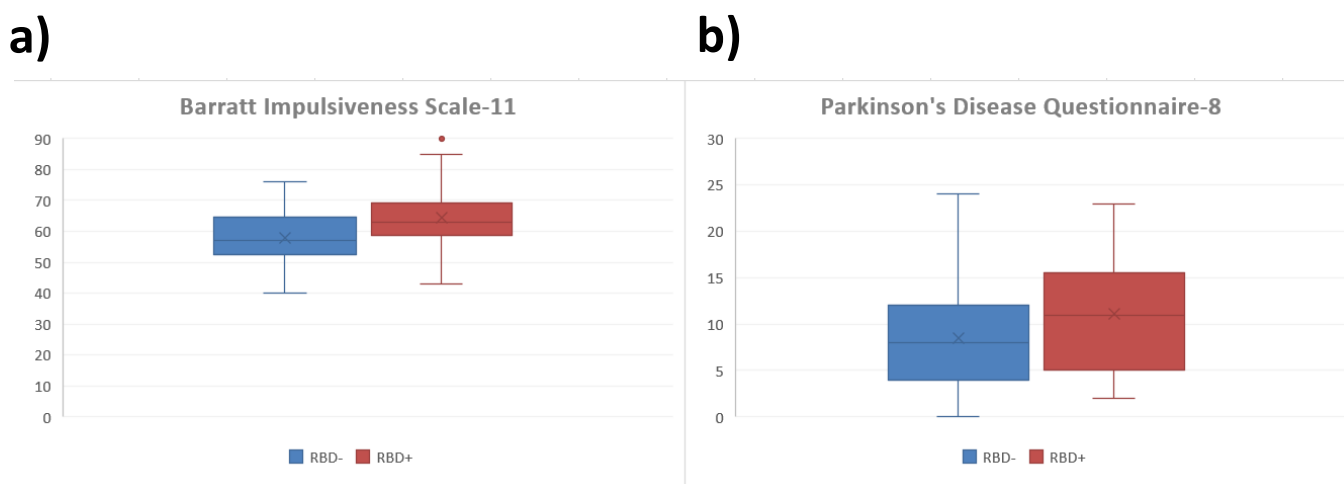 a)
b)
Barratt Impulsiveness Scale-11
90
80
70
60
50
40
30
20
10
0
RBD- RBD+
Parkinson's Disease Questionnaire-8
30
25
20
15
10
5
0
RBD- RBD+